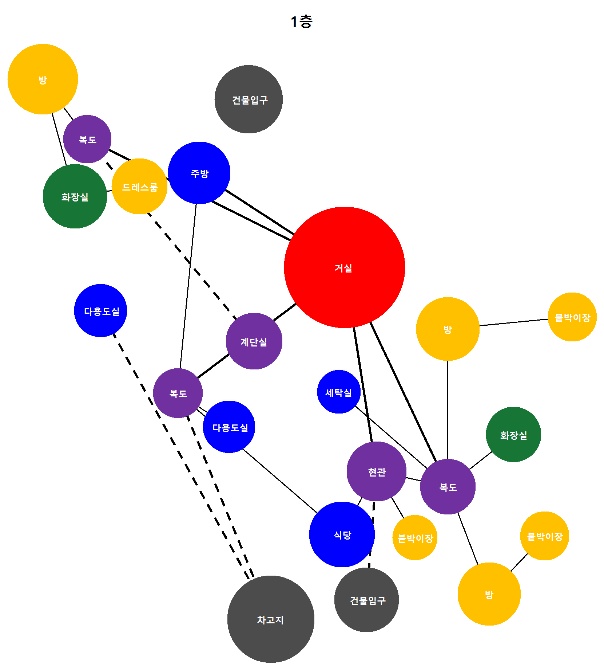 1층
방
건물입구
복도
주방
드레스룸
화장실
거실
다용도실
붙박이장
방
계단실
세탁실
복도
다용도실
화장실
현관
복도
식당
붙박이장
붙박이장
방
건물입구
차고지